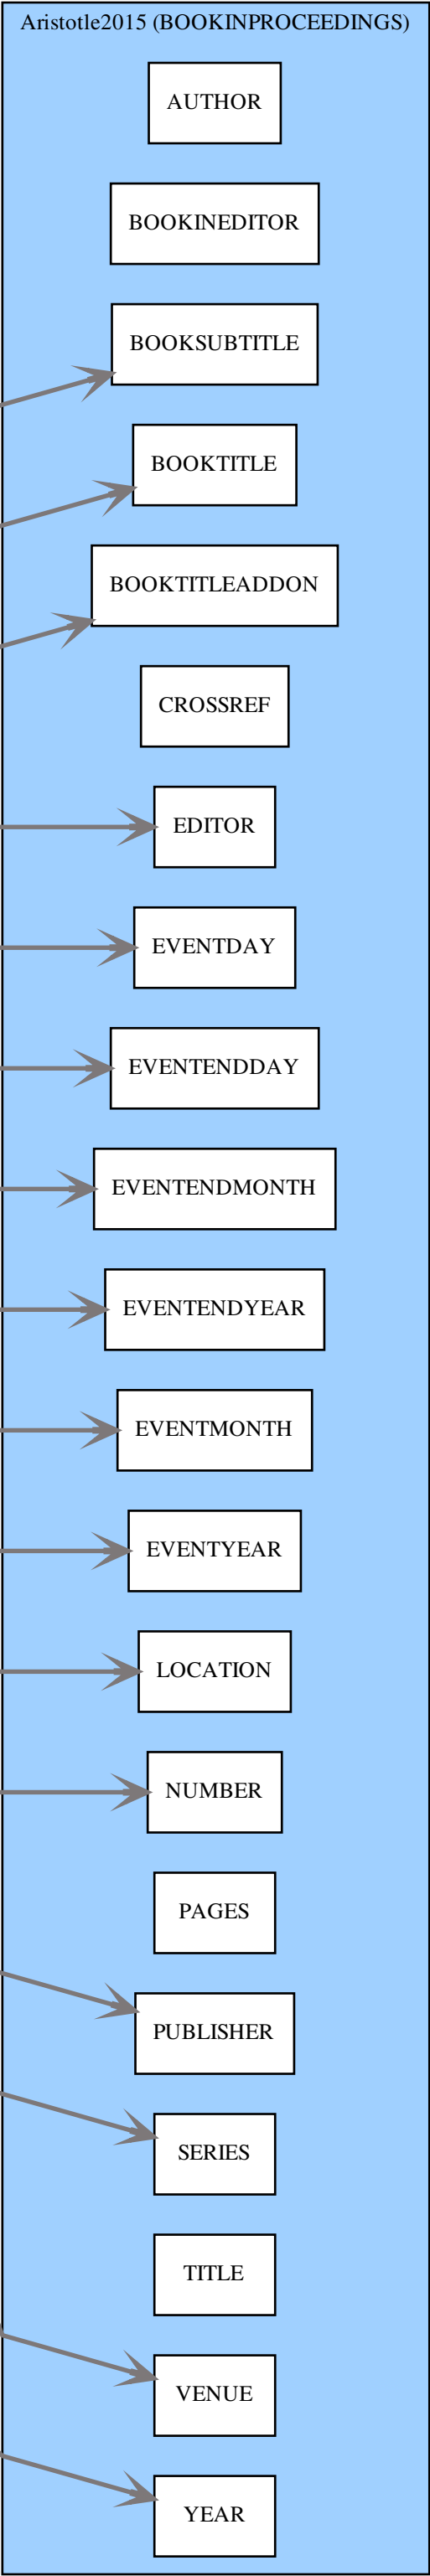 Aristotle2015 (BOOKINPROCEEDINGS)
AUTHOR
BOOKINEDITOR
BOOKSUBTITLE
BOOKTITLE
BOOKTITLEADDON
CROSSREF
EDITOR
EVENTDAY
EVENTENDDAY
EVENTENDMONTH
EVENTENDYEAR
EVENTMONTH
EVENTYEAR
LOCATION
NUMBER
PAGES
PUBLISHER
SERIES
TITLE
VENUE
YEAR